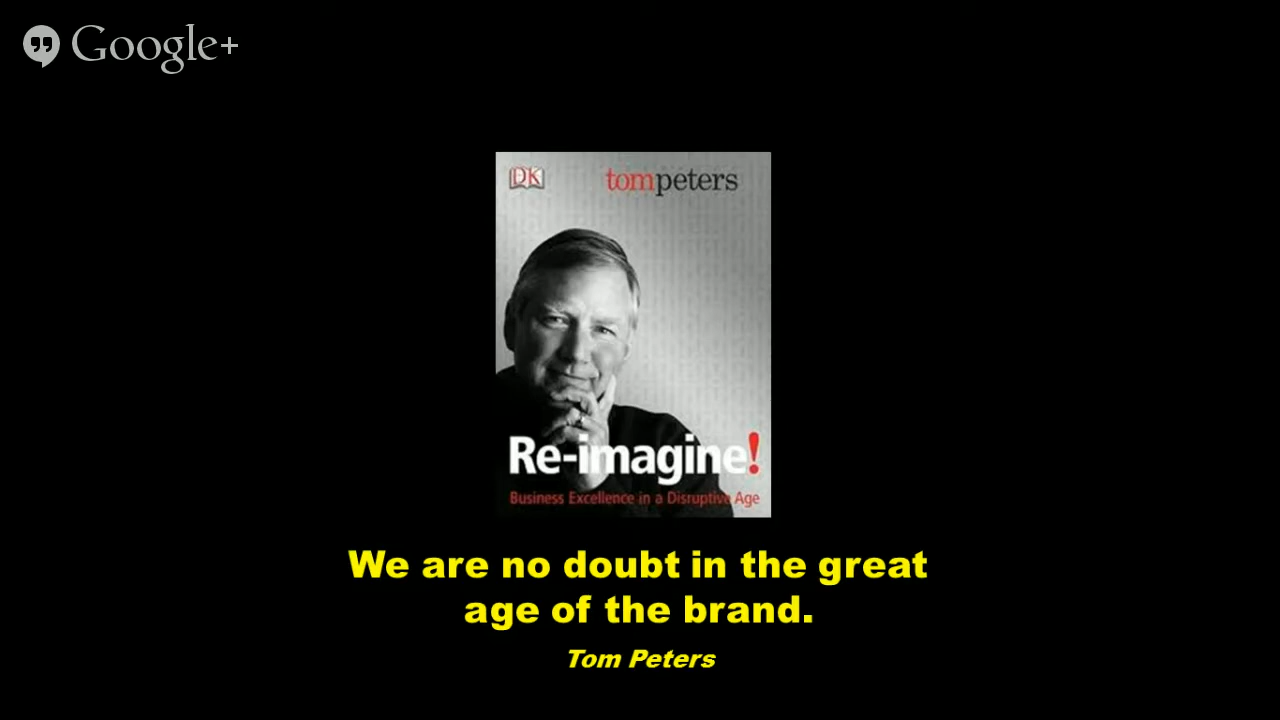 Google+
DK
tompeters
Re-imagine!
Business Excellence in a Disruptive Age
We are no doubt in the great
age of the brand.
Tom Peters